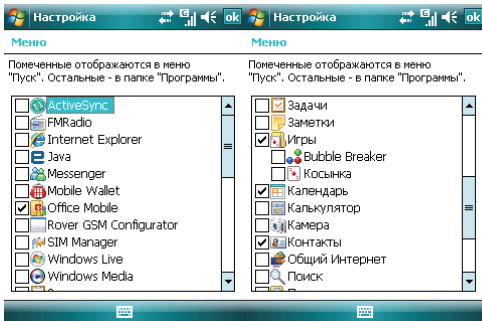 Настройка
G
ok
Меню
Помеченные отображаются в меню
"Пуск". Остальные - в папке "Программы".
ActiveSync
FMRadio
Internet Explorer
Java
Messenger
Mobile Wallet
Office Mobile
Rover GSM Configurator
SIM Manager
Windows Live
Windows Media
Настройка
G
ok
Меню
Помеченные отображаются в меню
"Пуск". Остальные - в папке "Программы".
Задачи
Заметки
Игры
Bubble Breaker
Косынка
Календарь
Калькулятор
Камера
Контакты
Общий Интернет
Поиск